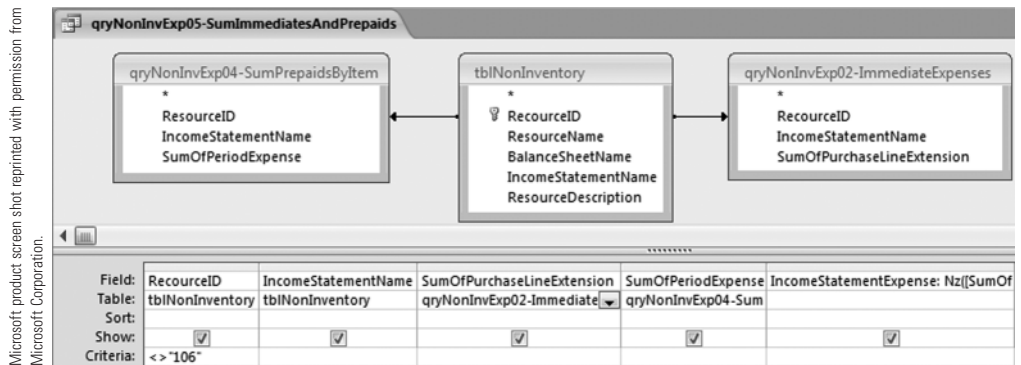 Microsoft product screen shot reprinted with permission from
Microsoft Corporation.
qryNonInvExp05-SumImmediatesAndPrepaids
qryNonInvExp04-SumPrepaidsByItem
*
ResourceID
IncomeStatementName
SumOfPeriodExpense
tblNonInventory
*
RecourceID
ResourceName
BalanceSheetName
IncomeStatementName
ResourceDescription
qryNonInvExp02-ImmediateExpenses
*
RecourceID
IncomeStatementName
SumOfPurchaseLineExtension
Field: RecourceID IncomeStatementName SumOfPurchaseLineExtension SumOfPeriodExpense IncomeStatementExpense: Nz([SumOf
Table: tblNonInventory tblNonInventory qryNonInvExp02-Immediate qryNonInvExp04-Sum
Sort:
Show:
Criteria: <>"106"